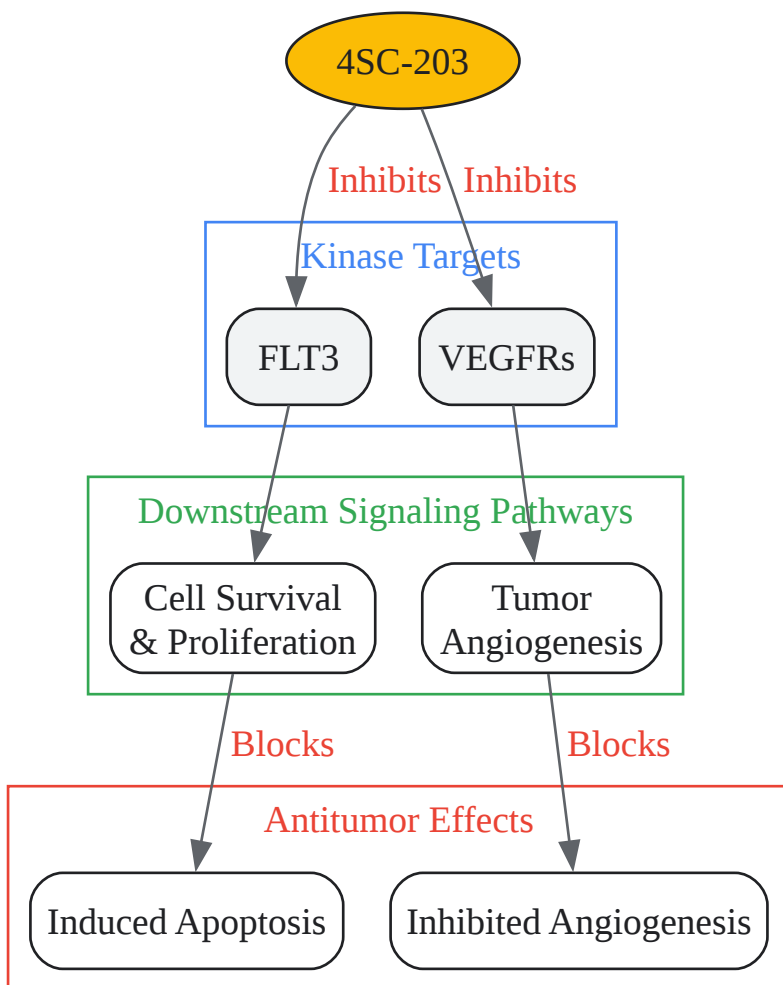 4SC-203
Inhibits Inhibits
Kinase Targets
FLT3 VEGFRs
Downstream Signaling Pathways
Cell Survival
& Proliferation
Tumor
Angiogenesis
Blocks Blocks
Antitumor Effects
Induced Apoptosis Inhibited Angiogenesis